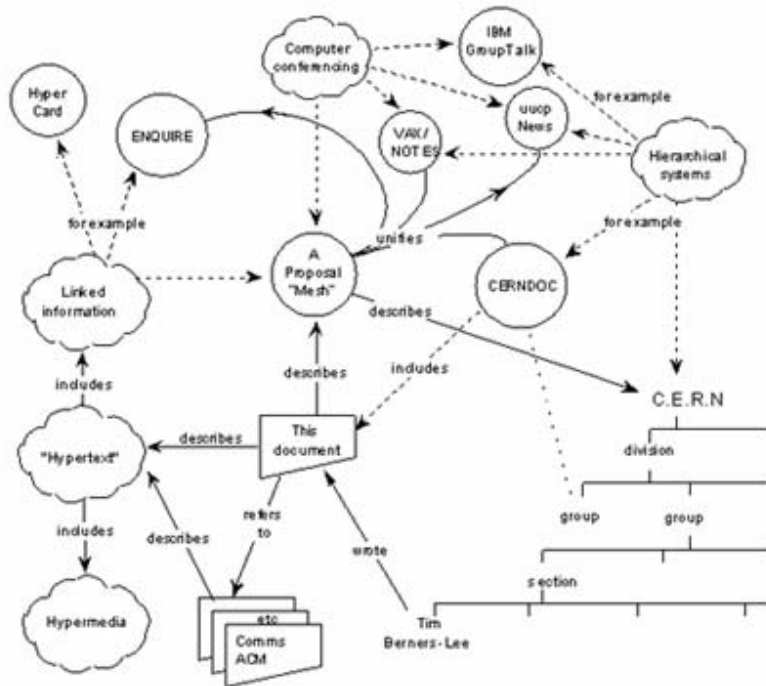 IBM
GroupTalk
Computer
conferencing
Hyper
Card
for example
uucp
News
ENQUIRE
VAX/
NOTES
Hierarchical
systems
for example
for example
unifies
A
Proposal
"Mesh"
CERNDOC
Linked
information
describes
includes
describes
includes
C.E.R.N
This
document
describes
"Hypertext"
division
refers
to
group
group
includes
describes
wrote
section
etc
Hypermedia
Comms
ACM
Tim
Berners-Lee